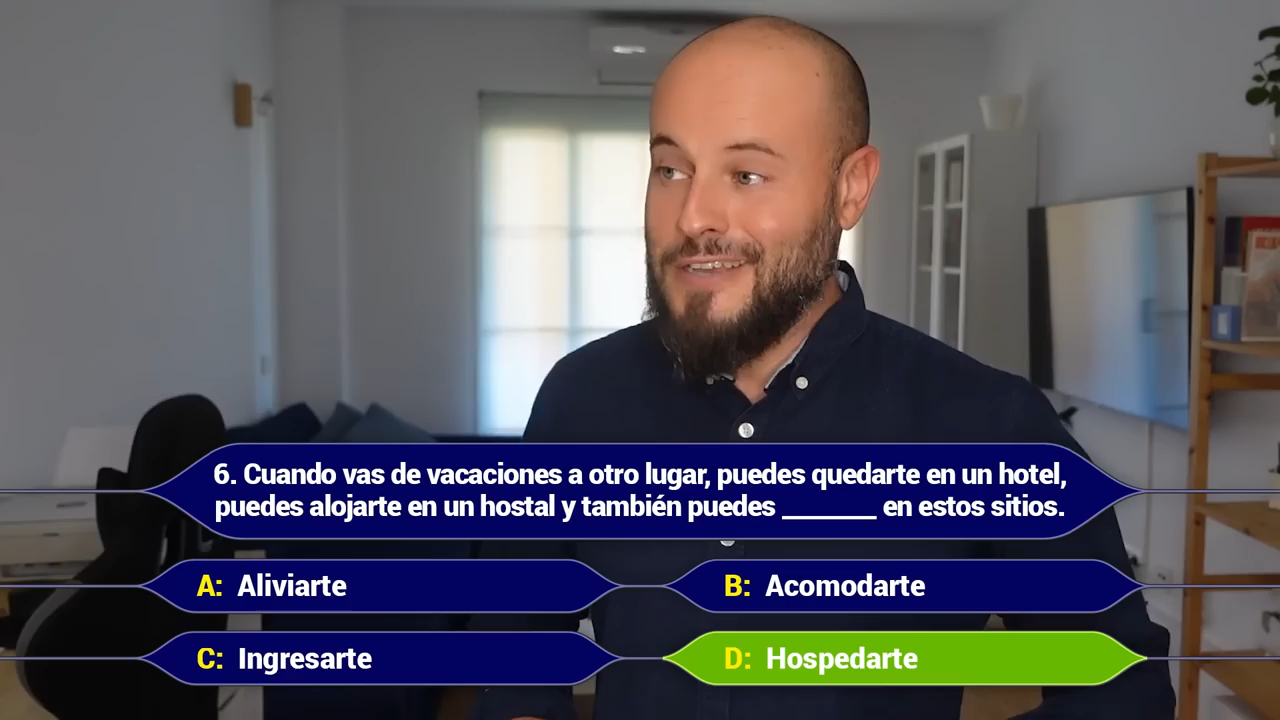 6. Cuando vas de vacaciones a otro lugar, puedes quedarte en un hotel,
puedes alojarte en un hostal y también puedes _______ en estos sitios.
A: Aliviarte
B: Acomodarte
C: Ingresarte
D: Hospedarte